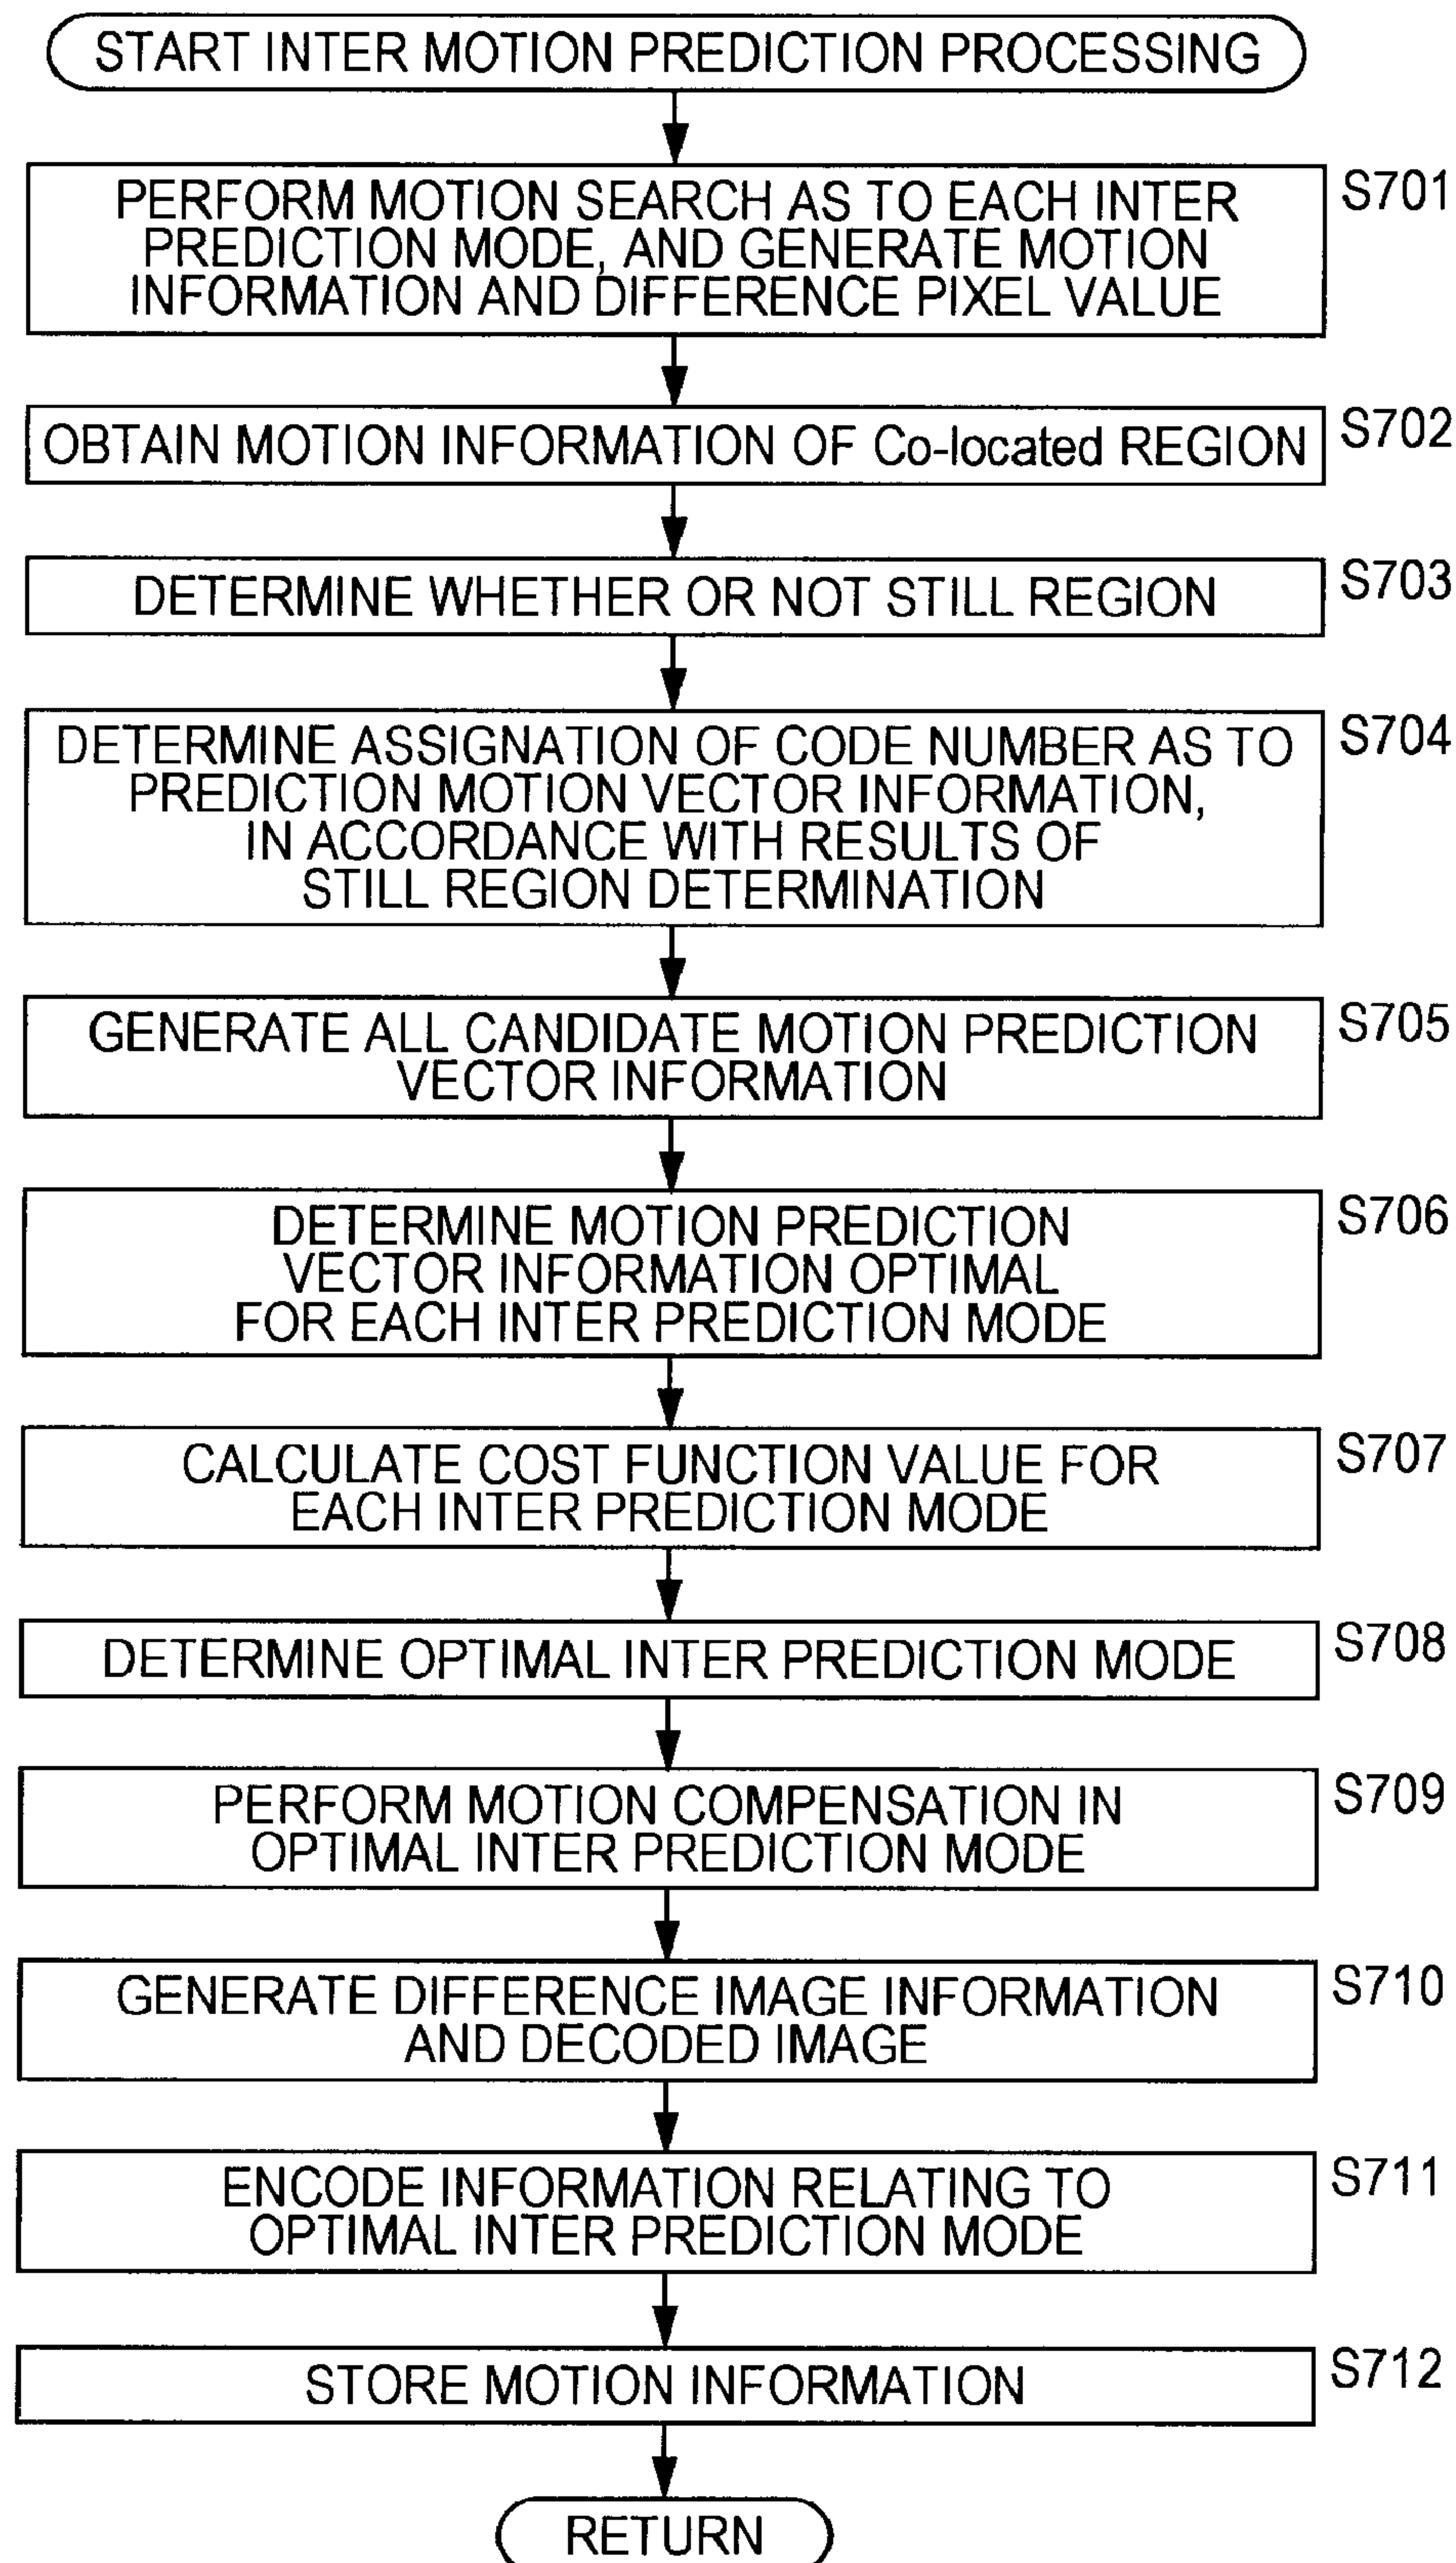 START INTER MOTION PREDICTION PROCESSING
PERFORM MOTION SEARCH AS TO EACH INTER
PREDICTION MODE, AND GENERATE MOTION
INFORMATION AND DIFFERENCE PIXEL VALUE
S701
OBTAIN MOTION INFORMATION OF Co-located REGION
S702
DETERMINE WHETHER OR NOT STILL REGION
S703
DETERMINE ASSIGNATION OF CODE NUMBER AS TO
PREDICTION MOTION VECTOR INFORMATION,
IN ACCORDANCE WITH RESULTS OF
STILL REGION DETERMINATION
S704
GENERATE ALL CANDIDATE MOTION PREDICTION
VECTOR INFORMATION
S705
DETERMINE MOTION PREDICTION
VECTOR INFORMATION OPTIMAL
FOR EACH INTER PREDICTION MODE
S706
CALCULATE COST FUNCTION VALUE FOR
EACH INTER PREDICTION MODE
S707
DETERMINE OPTIMAL INTER PREDICTION MODE
S708
PERFORM MOTION COMPENSATION IN
OPTIMAL INTER PREDICTION MODE
S709
GENERATE DIFFERENCE IMAGE INFORMATION
AND DECODED IMAGE
S710
ENCODE INFORMATION RELATING TO
OPTIMAL INTER PREDICTION MODE
S711
STORE MOTION INFORMATION
S712
RETURN